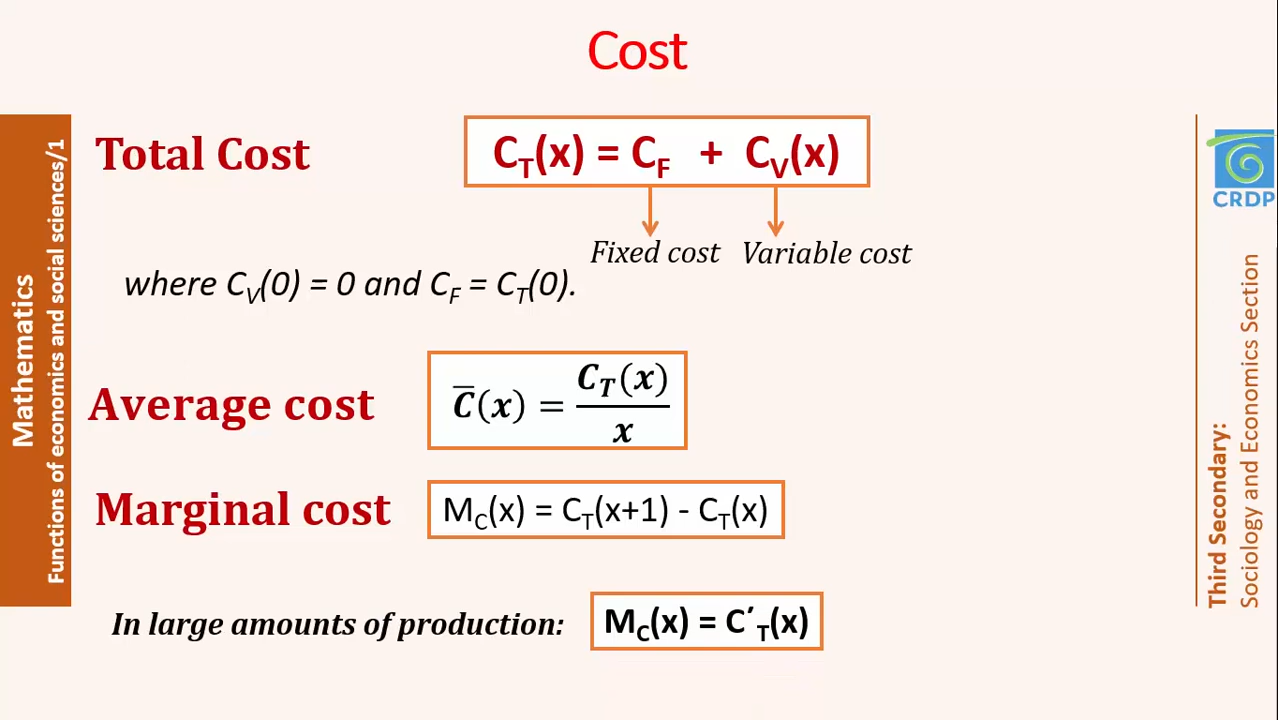 Cost
Mathematics
Functions of economics and social sciences/1
Total Cost
C_T(x) = C_F + C_V(x)
Fixed cost
Variable cost
where C_V(0) = 0 and C_F = C_T(0).
Average cost
C̅(x) = C_T(x)/x
Marginal cost
M_C(x) = C_T(x+1) - C_T(x)
In large amounts of production:
M_C(x) = C′_T(x)
CRDP
Third Secondary:
Sociology and Economics Section